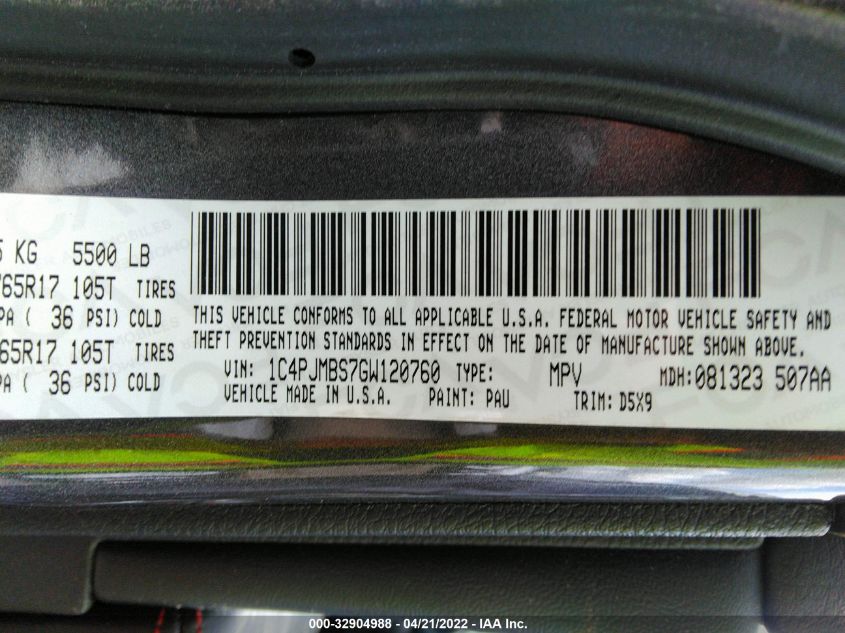 5 KG 5500 LB
/65R17 105T TIRES
PA ( 36 PSI) COLD
65R17 105T TIRES
PA ( 36 PSI) COLD
THIS VEHICLE CONFORMS TO ALL APPLICABLE U.S.A. FEDERAL MOTOR VEHICLE SAFETY AND
THEFT PREVENTION STANDARDS IN EFFECT ON THE DATE OF MANUFACTURE SHOWN ABOVE.
VIN: 1C4PJMBS7GW120760 TYPE: MPV MDH:081323 507AA
VEHICLE MADE IN U.S.A. PAINT: PAU TRIM: D5X9
000-32904988 - 04/21/2022 - IAA Inc.